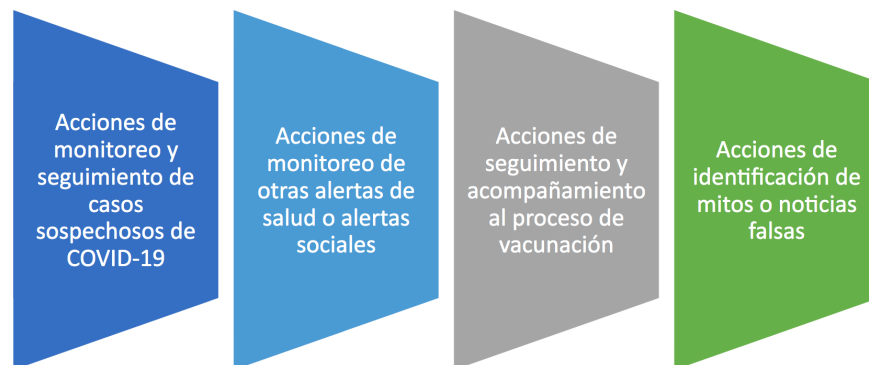 Acciones de
monitoreo y
seguimiento de
casos
sospechosos de
COVID-19
Acciones de
monitoreo de
otras alertas de
salud o alertas
sociales
Acciones de
seguimiento y
acompañamiento
al proceso de
vacunación
Acciones de
identificación de
mitos o noticias
falsas